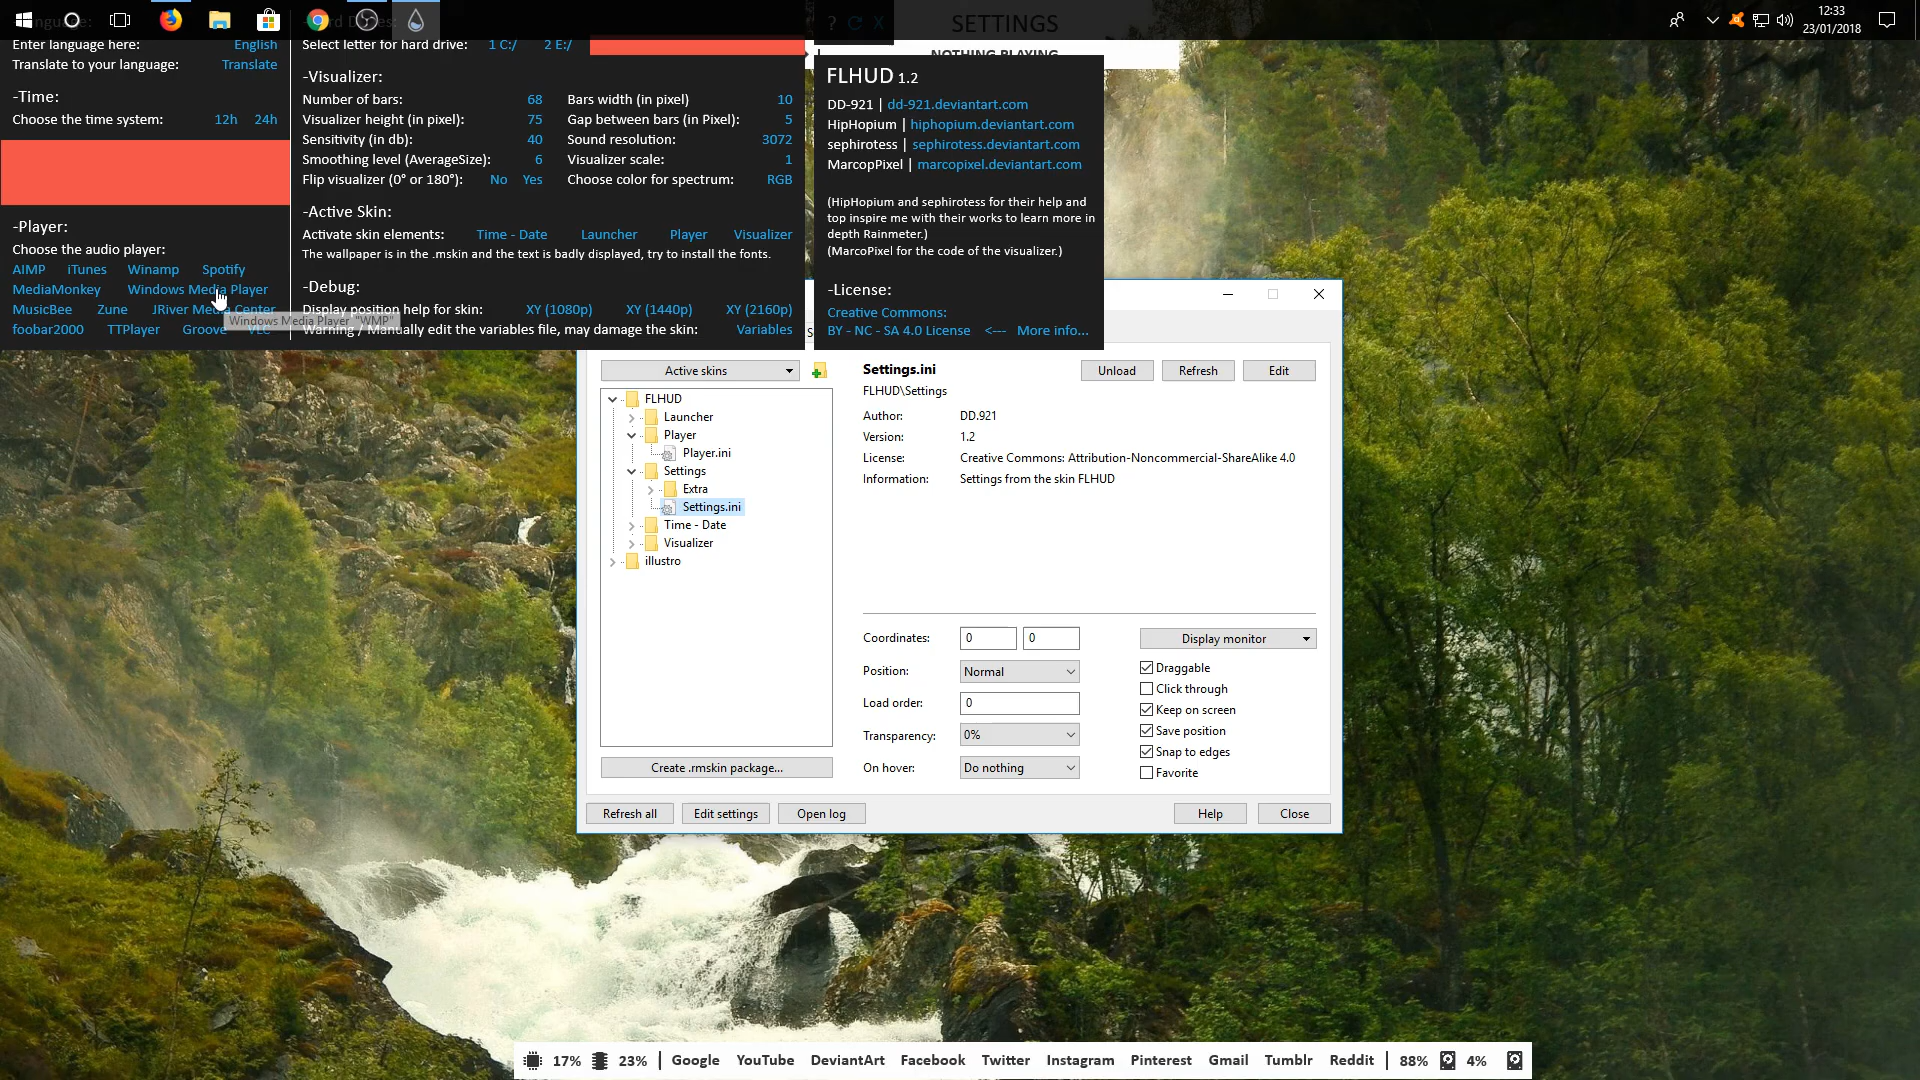 SETTINGS
12:33
23/01/2018
NOTHING PLAYING
Enter language here: English
Translate to your language: Translate
-Time:
Choose the time system: 12h 24h
-Player:
Choose the audio player:
AIMP iTunes Winamp Spotify
MediaMonkey Windows Media Player
MusicBee Zune JRiver Media Center
foobar2000 TTPlayer Groove VLC
Windows Media Player "WMP"
Select letter for hard drive: 1 C:/ 2 E:/
-Visualizer:
Number of bars: 68 Bars width (in pixel) 10
Visualizer height (in pixel): 75 Gap between bars (in Pixel): 5
Sensitivity (in db): 40 Sound resolution: 3072
Smoothing level (AverageSize): 6 Visualizer scale: 1
Flip visualizer (0° or 180°): No Yes Choose color for spectrum: RGB
-Active Skin:
Activate skin elements: Time - Date Launcher Player Visualizer
The wallpaper is in the .mskin and the text is badly displayed, try to install the fonts.
-Debug:
Display position help for skin: XY (1080p) XY (1440p) XY (2160p)
Warning / Manually edit the variables file, may damage the skin: Variables
? X
FLHUD 1.2
DD-921 | dd-921.deviantart.com
HipHopium | hiphopium.deviantart.com
sephirotess | sephirotess.deviantart.com
MarcopPixel | marcopixel.deviantart.com
(HipHopium and sephirotess for their help and
top inspire me with their works to learn more in
depth Rainmeter.)
(MarcoPixel for the code of the visualizer.)
-License:
Creative Commons:
BY - NC - SA 4.0 License <--- More info...
Active skins
FLHUD
Launcher
Player
Player.ini
Settings
Extra
Settings.ini
Time - Date
Visualizer
illustro
Create .rmskin package...
Settings.ini Unload Refresh Edit
FLHUD\Settings
Author: DD.921
Version: 1.2
License: Creative Commons: Attribution-Noncommercial-ShareAlike 4.0
Information: Settings from the skin FLHUD
Coordinates: 0 0 Display monitor
Position: Normal
Load order: 0
Transparency: 0%
On hover: Do nothing
Draggable
Click through
Keep on screen
Save position
Snap to edges
Favorite
Refresh all Edit settings Open log Help Close
17% 23% | Google YouTube DeviantArt Facebook Twitter Instagram Pinterest Gmail Tumblr Reddit | 88% 4%